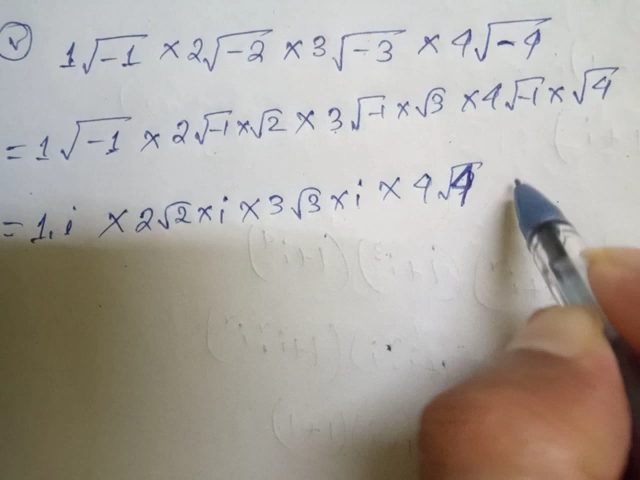 (v) 1√-1 × 2√-2 × 3√-3 × 4√-4
= 1√-1 × 2√-1 × √2 × 3√-1 × √3 × 4√-1 × √4
= 1.i × 2√2 × i × 3√3 × i × 4√4